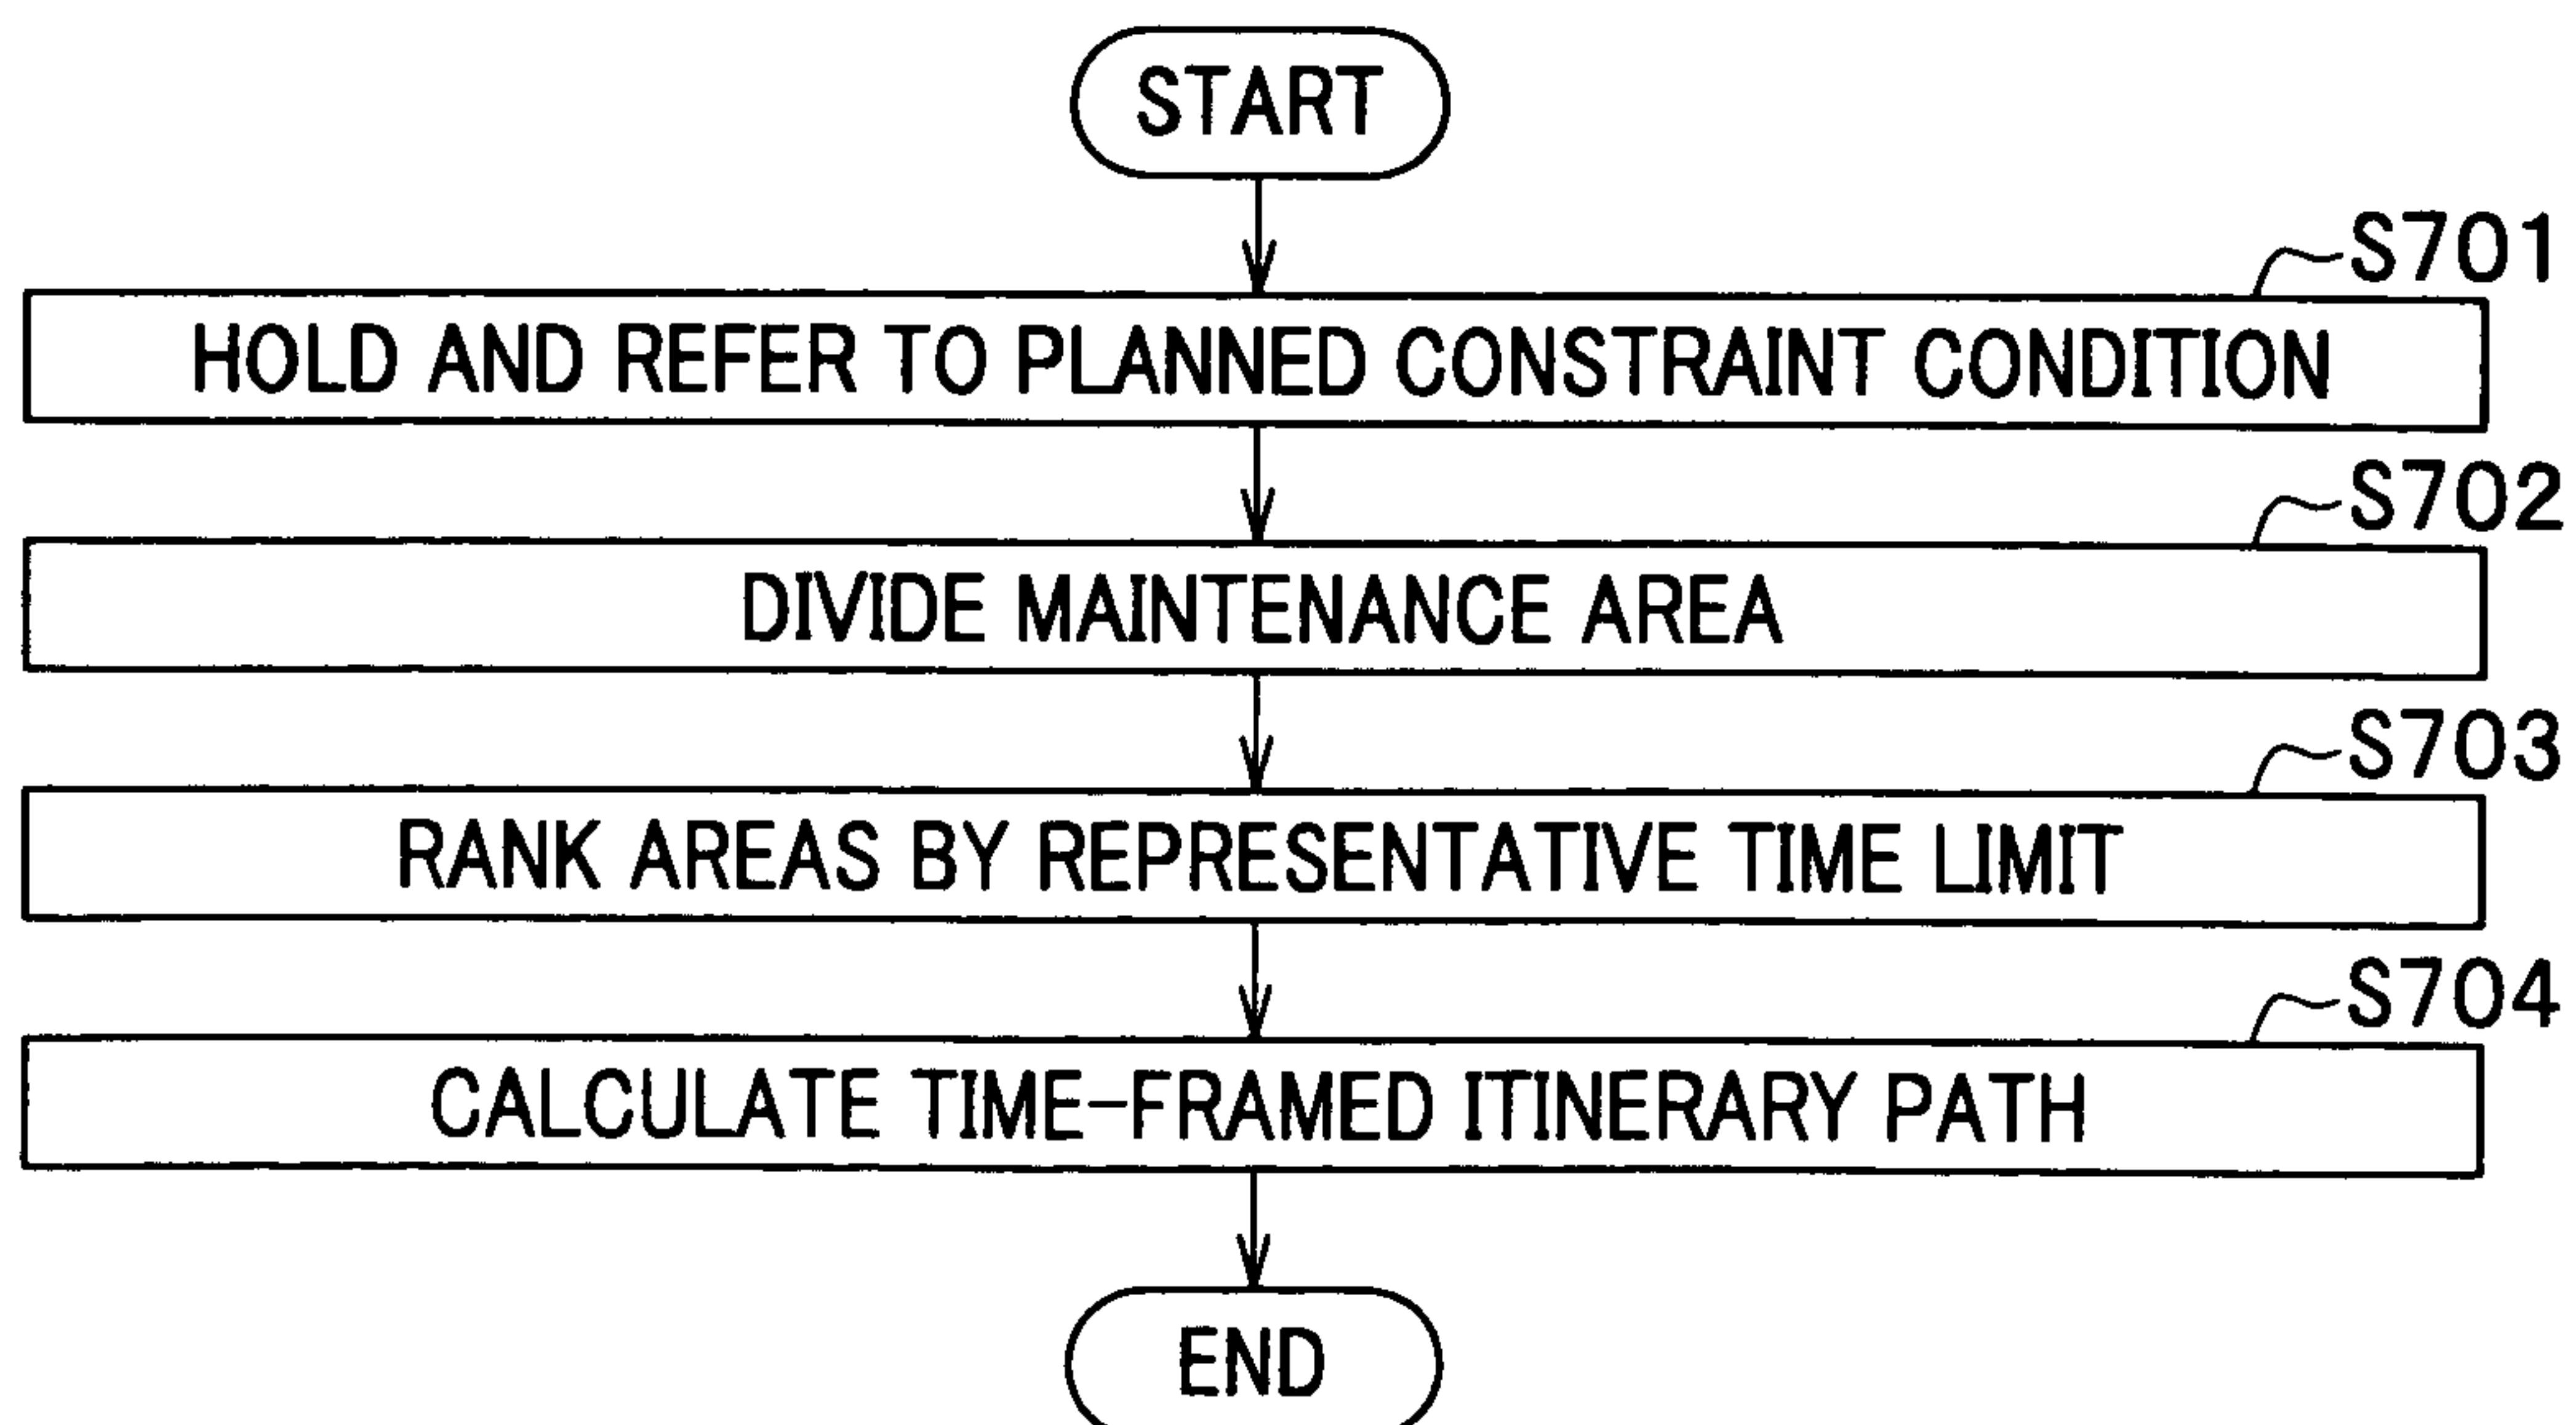 START
S701
HOLD AND REFER TO PLANNED CONSTRAINT CONDITION
S702
DIVIDE MAINTENANCE AREA
S703
RANK AREAS BY REPRESENTATIVE TIME LIMIT
S704
CALCULATE TIME-FRAMED ITINERARY PATH
END